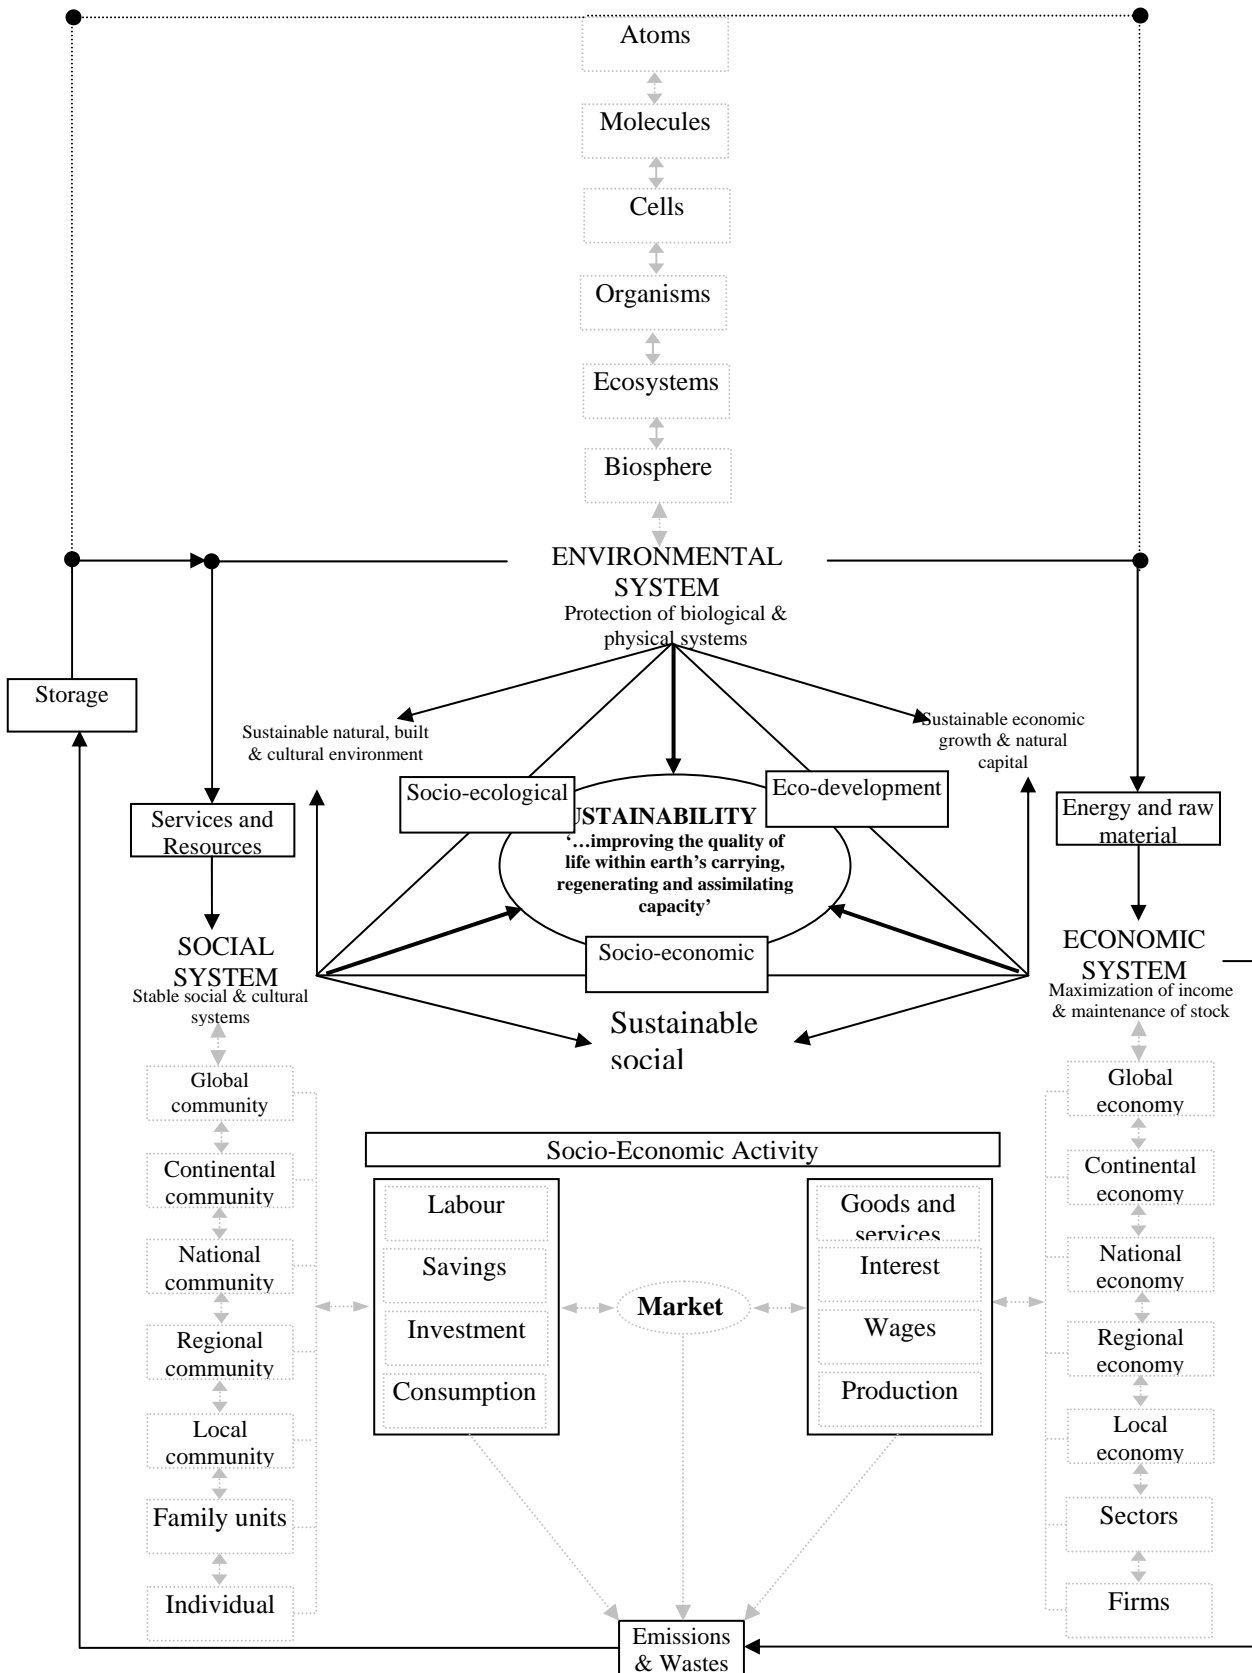 Atoms
Molecules
Cells
Organisms
Ecosystems
Biosphere
ENVIRONMENTAL
SYSTEM
Protection of biological &
physical systems
Storage
Sustainable natural, built
& cultural environment
Sustainable economic
growth & natural
capital
Socio-ecological
Eco-development
USTAINABILITY
‘…improving the quality of
life within earth’s carrying,
regenerating and assimilating
capacity’
Services and
Resources
Energy and raw
material
Socio-economic
SOCIAL
SYSTEM
Stable social & cultural
systems
ECONOMIC
SYSTEM
Maximization of income
& maintenance of stock
Sustainable
social
Global
community
Continental
community
National
community
Regional
community
Local
community
Family units
Individual
Socio-Economic Activity
Labour
Savings
Investment
Consumption
Market
Goods and
services
Interest
Wages
Production
Global
economy
Continental
economy
National
economy
Regional
economy
Local
economy
Sectors
Firms
Emissions
& Wastes